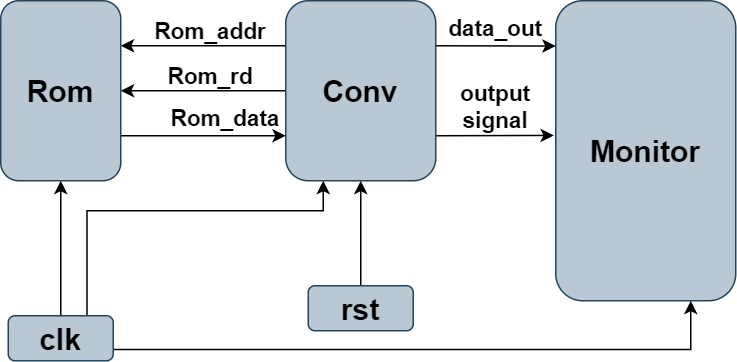 Rom_addr
data_out
Rom_rd
Rom
Conv
output
signal
Rom_data
Monitor
rst
clk